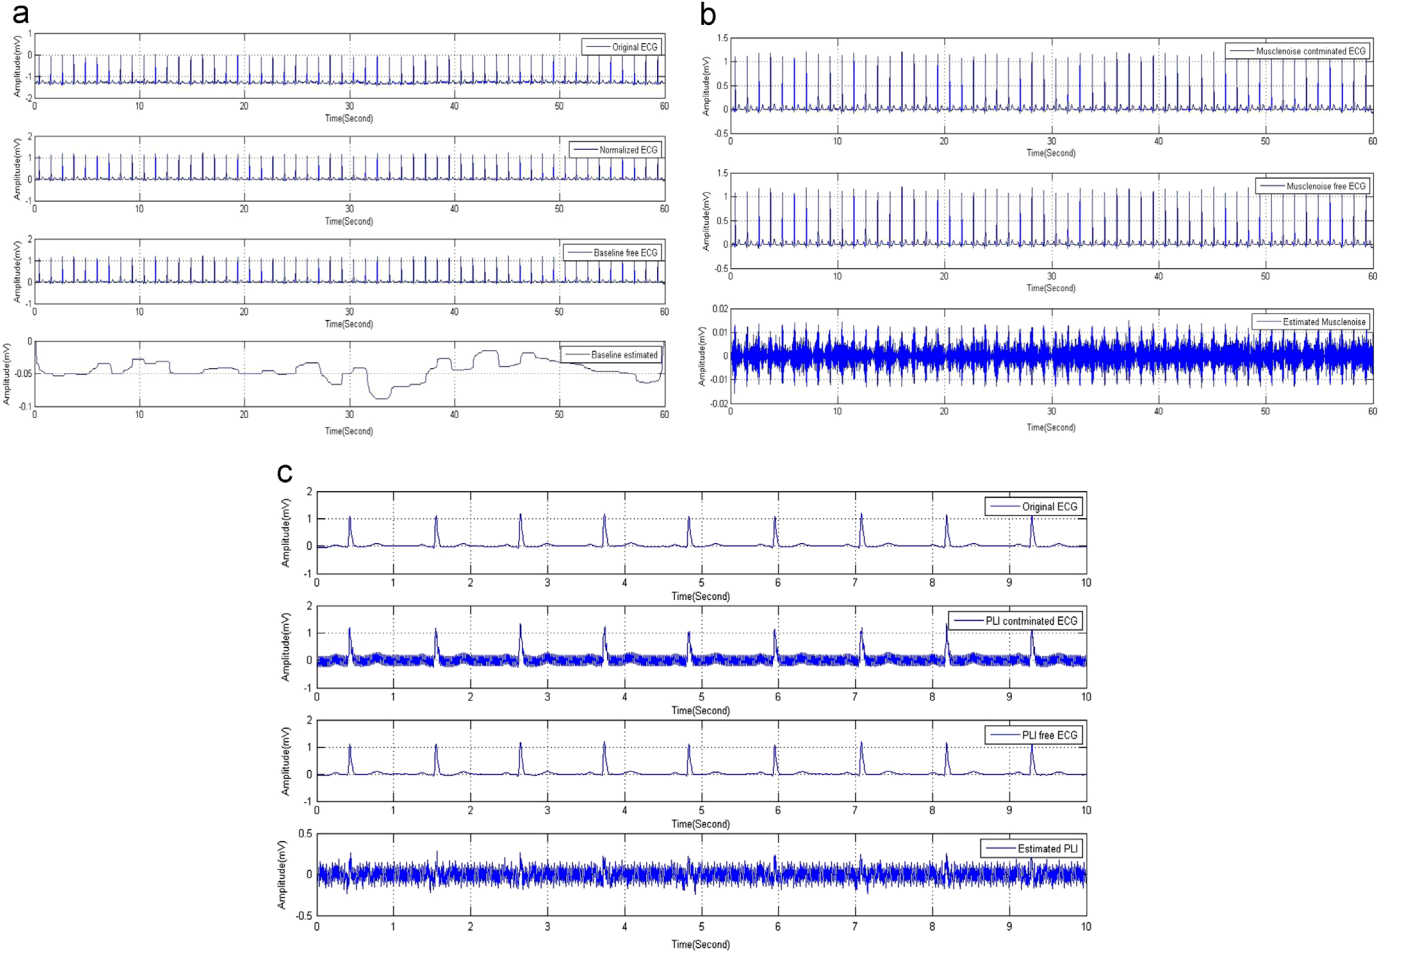 a
Amplitude(mV)
1
0
-1
-2
Original ECG
0 10 20 30 40 50 60
Time(Second)
Amplitude(mV)
2
1
0
-1
Normalized ECG
0 10 20 30 40 50 60
Time(Second)
Amplitude(mV)
2
1
0
-1
Baseline free ECG
0 10 20 30 40 50 60
Time(Second)
Amplitude(mV)
0
-0.05
-0.1
Baseline estimated
0 10 20 30 40 50 60
Time(Second)
b
Amplitude(mV)
1.5
1
0.5
0
-0.5
Musclenoise contminated ECG
0 10 20 30 40 50 60
Time(Second)
Amplitude(mV)
1.5
1
0.5
0
-0.5
Musclenoise free ECG
0 10 20 30 40 50 60
Time(Second)
Amplitude(mV)
0.02
0.01
0
-0.01
-0.02
Estimated Musclenoise
0 10 20 30 40 50 60
Time(Second)
c
Amplitude(mV)
2
1
0
-1
Original ECG
0 1 2 3 4 5 6 7 8 9 10
Time(Second)
Amplitude(mV)
2
1
0
-1
PLI contminated ECG
0 1 2 3 4 5 6 7 8 9 10
Time(Second)
Amplitude(mV)
2
1
0
-1
PLI free ECG
0 1 2 3 4 5 6 7 8 9 10
Time(Second)
Amplitude(mV)
0.5
0
-0.5
Estimated PLI
0 1 2 3 4 5 6 7 8 9 10
Time(Second)